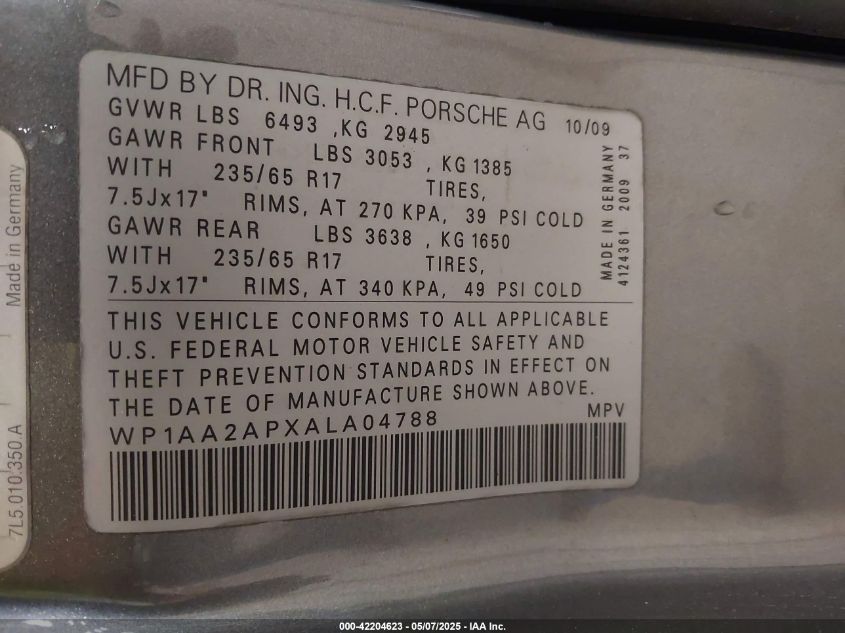 MFD BY DR. ING. H.C.F. PORSCHE AG 10/09
GVWR LBS 6493 ,KG 2945
GAWR FRONT LBS 3053 , KG 1385
WITH 235/65 R17 TIRES,
7.5Jx17" RIMS, AT 270 KPA, 39 PSI COLD
GAWR REAR LBS 3638 , KG 1650
WITH 235/65 R17 TIRES,
7.5Jx17" RIMS, AT 340 KPA, 49 PSI COLD
MADE IN GERMANY
4124361 2009 37
THIS VEHICLE CONFORMS TO ALL APPLICABLE
U.S. FEDERAL MOTOR VEHICLE SAFETY AND
THEFT PREVENTION STANDARDS IN EFFECT ON
THE DATE OF MANUFACTURE SHOWN ABOVE.
WP1AA2APXALA04788 MPV
Made in Germany
7L5.010.350.A
000-42204623 - 05/07/2025 - IAA Inc.